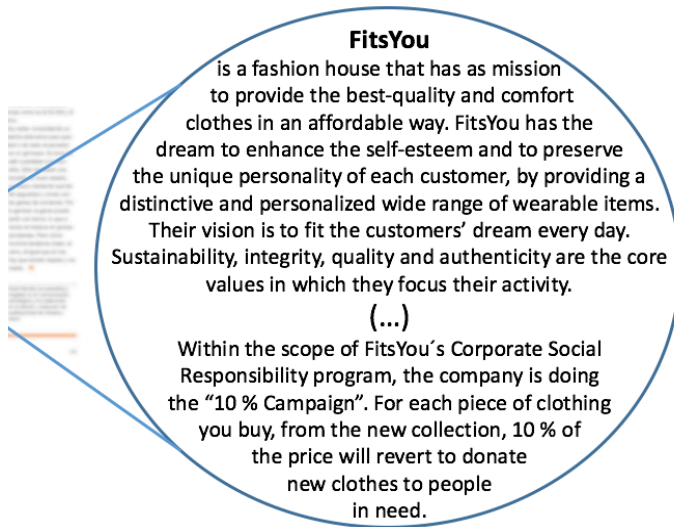 FitsYou
is a fashion house that has as mission
to provide the best-quality and comfort
clothes in an affordable way. FitsYou has the
dream to enhance the self-esteem and to preserve
the unique personality of each customer, by providing a
distinctive and personalized wide range of wearable items.
Their vision is to fit the customers’ dream every day.
Sustainability, integrity, quality and authenticity are the core
values in which they focus their activity.
(...)
Within the scope of FitsYou´s Corporate Social
Responsibility program, the company is doing
the “10 % Campaign”. For each piece of clothing
you buy, from the new collection, 10 % of
the price will revert to donate
new clothes to people
in need.